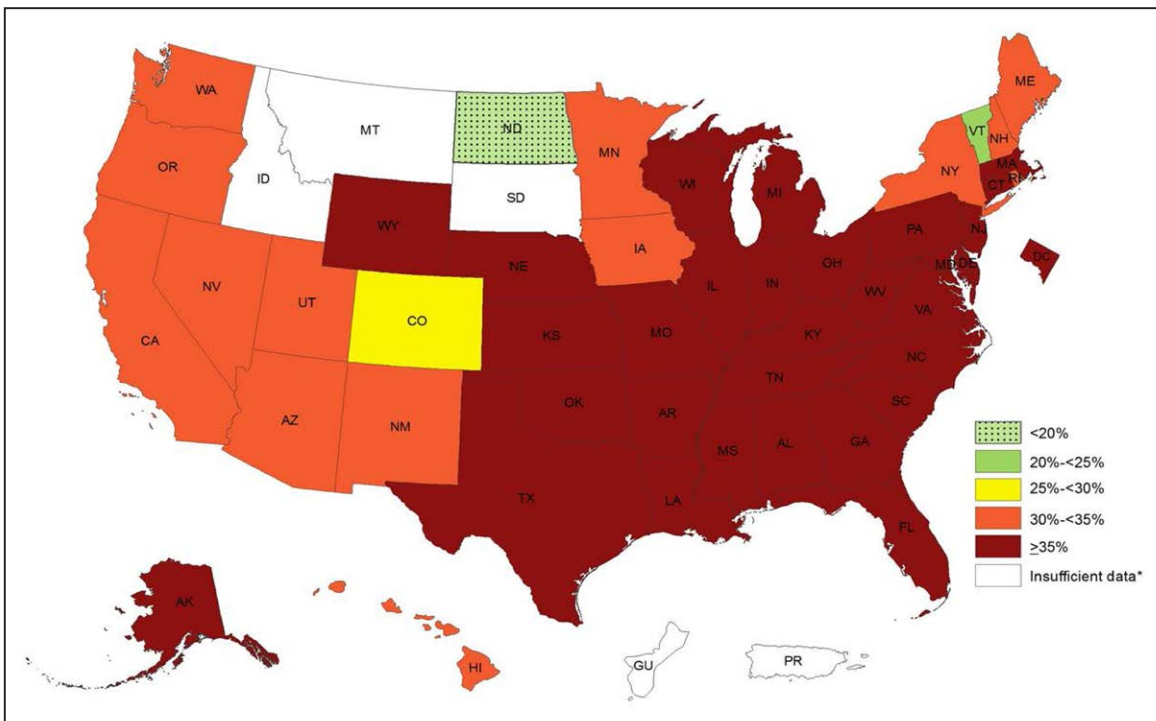 WA
ME
MT
ND
VT
MN
NH
OR
NY
MA
ID
WI
RI
SD
MI
CT
WY
PA
NJ
IA
NE
OH
MD
DE
DC
NV
IL
IN
UT
WV
CO
VA
CA
KS
MO
KY
NC
TN
AZ
NM
OK
AR
SC
MS
AL
GA
TX
LA
FL
<20%
20%-<25%
25%-<30%
30%-<35%
≥35%
Insufficient data*
AK
HI
GU
PR